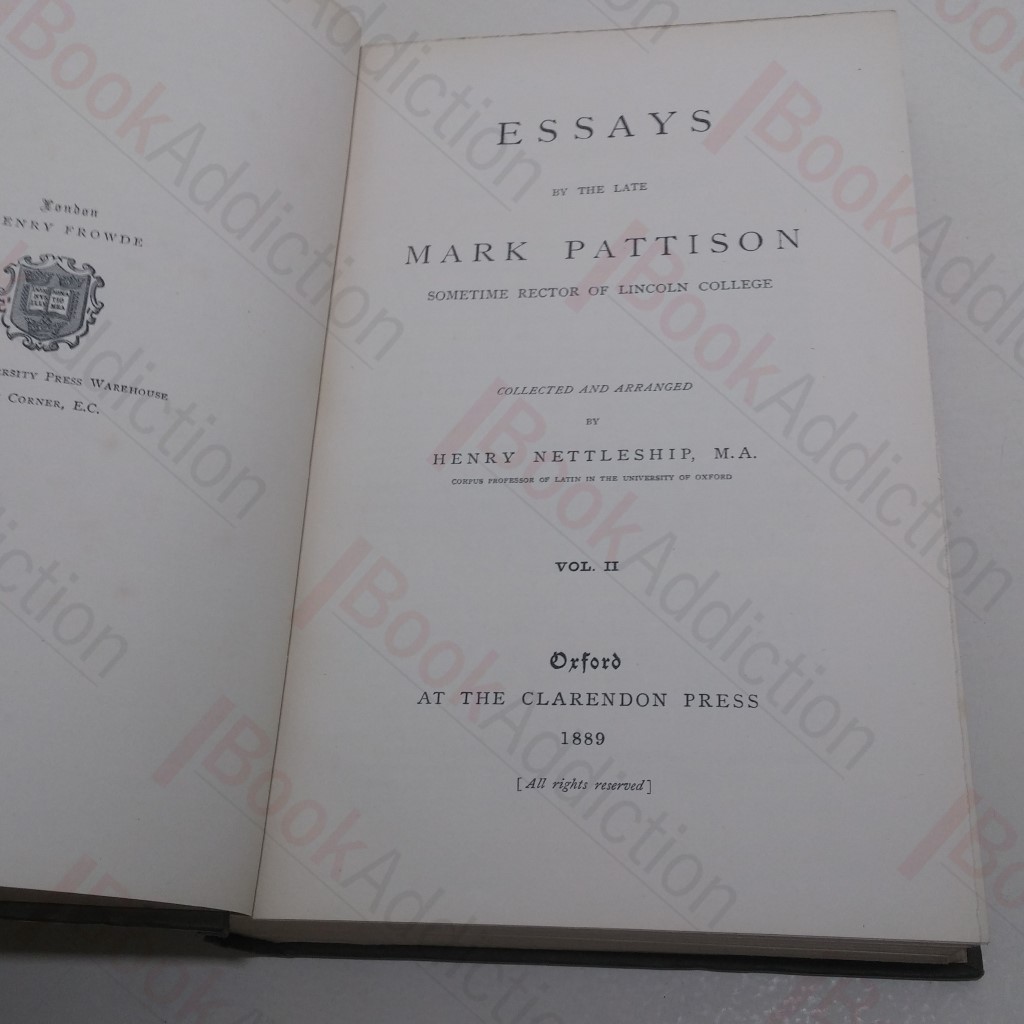 London
ENRY FROWDE
RSITY PRESS WAREHOUSE
CORNER, E.C.
ESSAYS
BY THE LATE
MARK PATTISON
SOMETIME RECTOR OF LINCOLN COLLEGE
COLLECTED AND ARRANGED
BY
HENRY NETTLESHIP, M.A.
CORPUS PROFESSOR OF LATIN IN THE UNIVERSITY OF OXFORD
VOL. II
Oxford
AT THE CLARENDON PRESS
1889
[All rights reserved]
BookAddiction